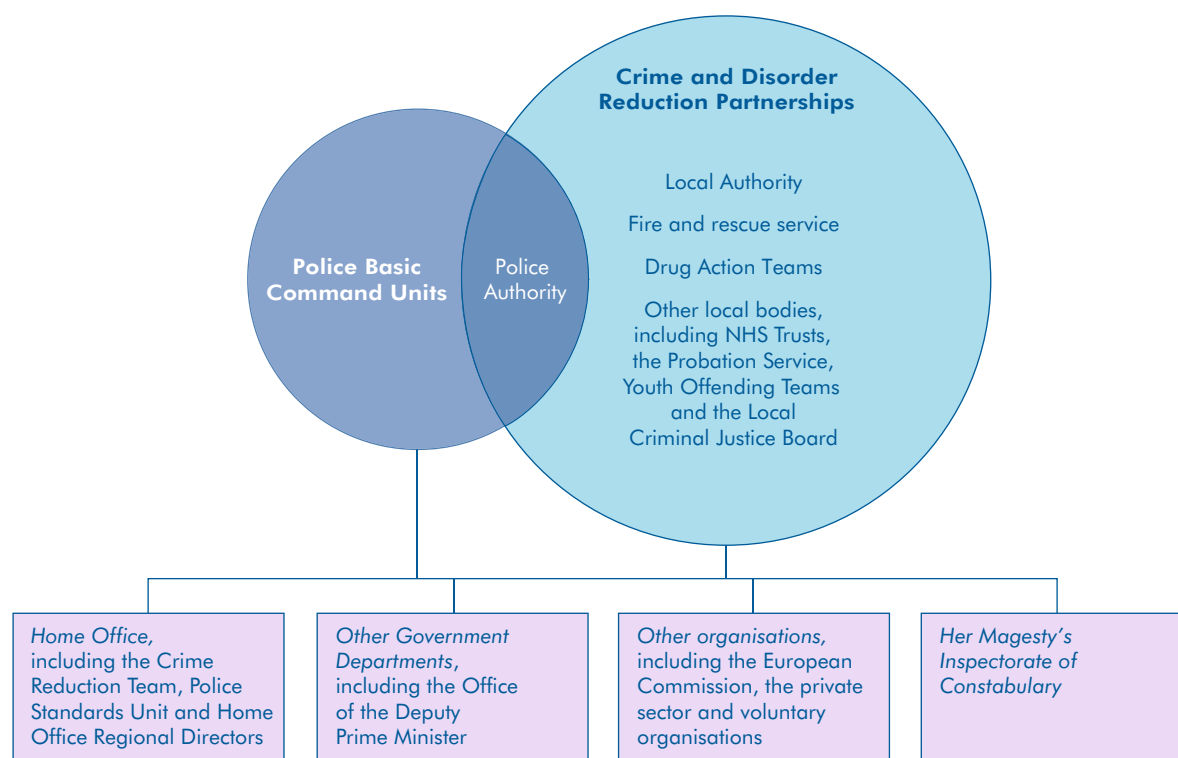 Crime and Disorder
Reduction Partnerships
Local Authority
Fire and rescue service
Drug Action Teams
Other local bodies,
including NHS Trusts,
the Probation Service,
Youth Offending Teams
and the Local
Criminal Justice Board
Police Basic
Command Units
Police
Authority
Home Office,
including the Crime
Reduction Team, Police
Standards Unit and Home
Office Regional Directors
Other Government
Departments,
including the Office
of the Deputy
Prime Minister
Other organisations,
including the European
Commission, the private
sector and voluntary
organisations
Her Magesty's
Inspectorate of
Constabulary